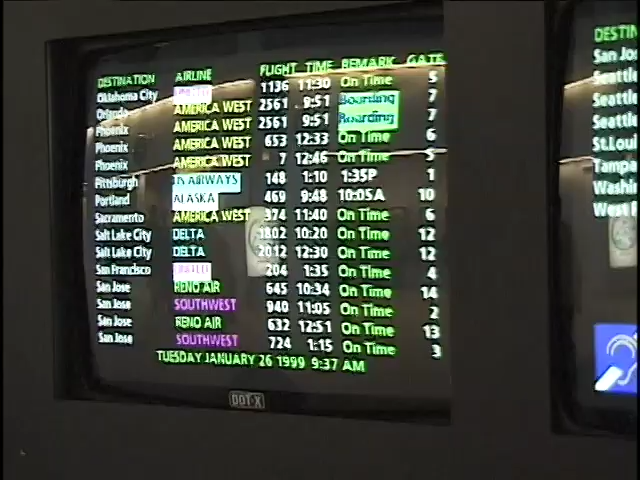 DESTINATION AIRLINE FLIGHT TIME REMARK GATE
Oklahoma City UNITED 1136 11:30 On Time 5
Orlando AMERICA WEST 2561 9:51 Boarding 7
Phoenix AMERICA WEST 2561 9:51 Boarding 7
Phoenix AMERICA WEST 653 12:33 On Time 6
Phoenix AMERICA WEST 7 12:46 On Time 5
Pittsburgh US AIRWAYS 148 1:10 1:35P 1
Portland ALASKA 469 9:48 10:05A 10
Sacramento AMERICA WEST 374 11:40 On Time 6
Salt Lake City DELTA 1802 10:20 On Time 12
Salt Lake City DELTA 2012 12:30 On Time 12
San Francisco UNITED 204 1:35 On Time 4
San Jose RENO AIR 645 10:34 On Time 14
San Jose SOUTHWEST 940 11:05 On Time 2
San Jose RENO AIR 632 12:51 On Time 13
San Jose SOUTHWEST 724 1:15 On Time 3
TUESDAY JANUARY 26 1999 9:37 AM
DOT-X
DESTIN
San Jo
Seattl
Seattl
Seattl
Seattl
St.Loui
Tampa
Washi
West